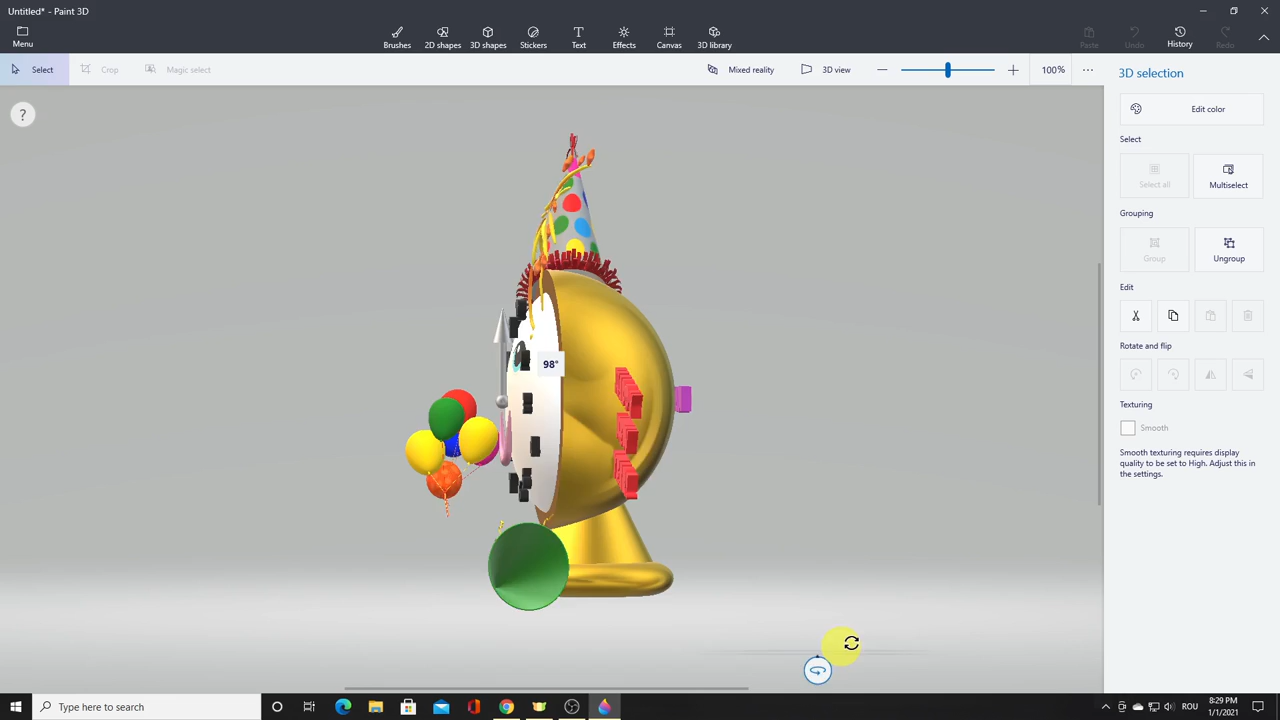 Untitled* - Paint 3D
Menu
Brushes
2D shapes
3D shapes
Stickers
Text
Effects
Canvas
3D library
Paste
Undo
History
Redo
Select
Crop
Magic select
Mixed reality
3D view
100%
?
98°
3D selection
Edit color
Select
Select all
Multiselect
Grouping
Group
Ungroup
Edit
Rotate and flip
Texturing
Smooth
Smooth texturing requires display
quality to be set to High. Adjust this in
the settings.
Type here to search
ROU
8:29 PM
1/1/2021